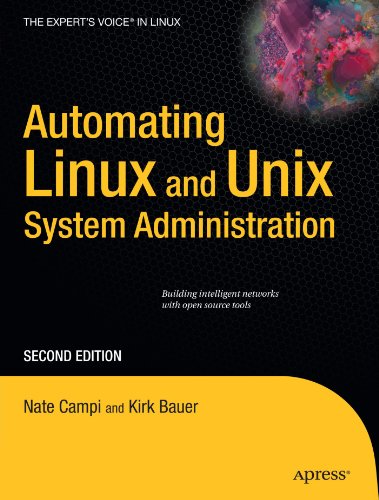 THE EXPERT'S VOICE® IN LINUX
Automating
Linux and Unix
System Administration
Building intelligent networks
with open source tools
SECOND EDITION
Nate Campi and Kirk Bauer
Apress®